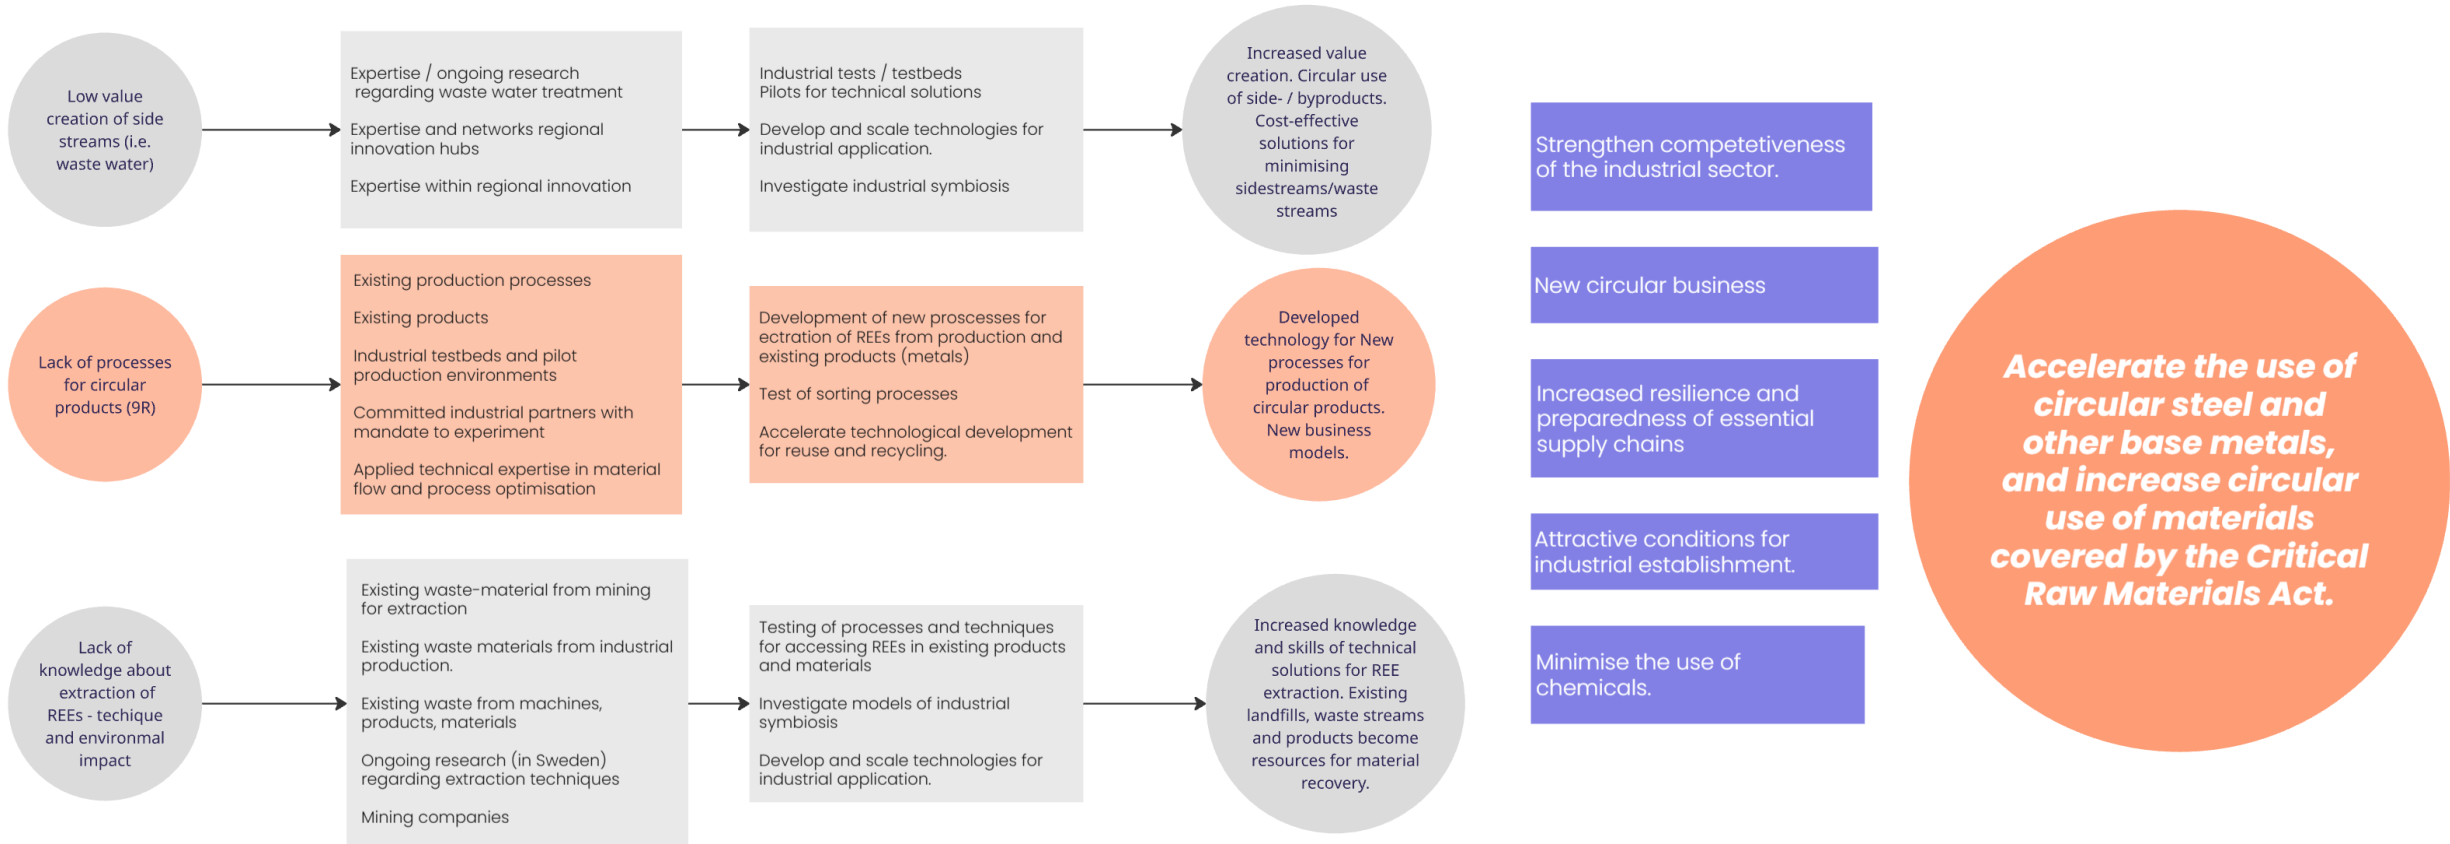 Low value
creation of side
streams (i.e.
waste water)
Expertise / ongoing research
regarding waste water treatment
Expertise and networks regional
innovation hubs
Expertise within regional innovation
Industrial tests / testbeds
Pilots for technical solutions
Develop and scale technologies for
industrial application.
Investigate industrial symbiosis
Increased value
creation. Circular use
of side- / byproducts.
Cost-effective
solutions for
minimising
sidestreams/waste
streams
Lack of processes
for circular
products (9R)
Existing production processes
Existing products
Industrial testbeds and pilot
production environments
Committed industrial partners with
mandate to experiment
Applied technical expertise in material
flow and process optimisation
Development of new proscesses for
ectration of REEs from production and
existing products (metals)
Test of sorting processes
Accelerate technological development
for reuse and recycling.
Developed
technology for New
processes for
production of
circular products.
New business
models.
Lack of
knowledge about
extraction of
REEs - techique
and environmal
impact
Existing waste-material from mining
for extraction
Existing waste materials from industrial
production.
Existing waste from machines,
products, materials
Ongoing research (in Sweden)
regarding extraction techniques
Mining companies
Testing of processes and techniques
for accessing REEs in existing products
and materials
Investigate models of industrial
symbiosis
Develop and scale technologies for
industrial application.
Increased knowledge
and skills of technical
solutions for REE
extraction. Existing
landfills, waste streams
and products become
resources for material
recovery.
Strengthen competetiveness
of the industrial sector.
New circular business
Increased resilience and
preparedness of essential
supply chains
Attractive conditions for
industrial establishment.
Minimise the use of
chemicals.
Accelerate the use of
circular steel and
other base metals,
and increase circular
use of materials
covered by the Critical
Raw Materials Act.